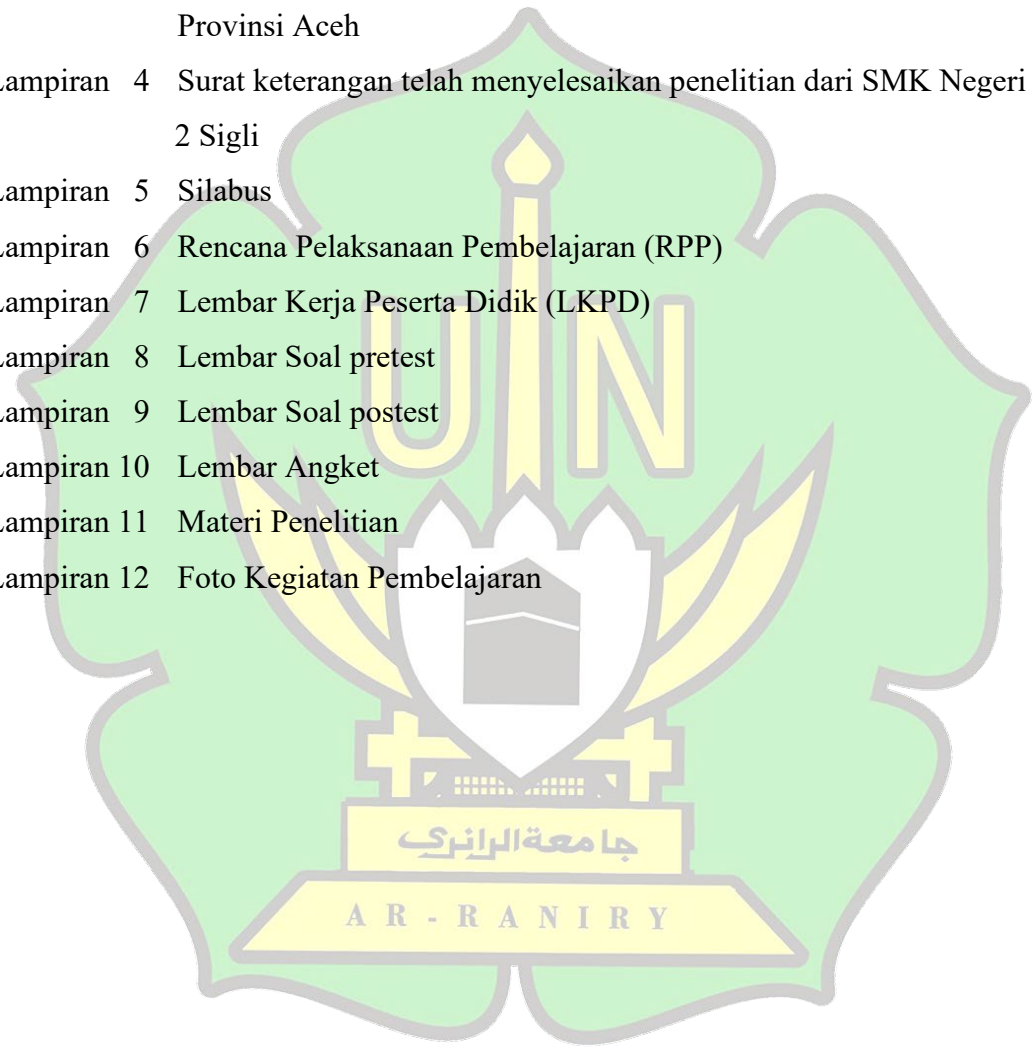 Provinsi Aceh
Lampiran 4 Surat keterangan telah menyelesaikan penelitian dari SMK Negeri
2 Sigli
Lampiran 5 Silabus
Lampiran 6 Rencana Pelaksanaan Pembelajaran (RPP)
Lampiran 7 Lembar Kerja Peserta Didik (LKPD)
Lampiran 8 Lembar Soal pretest
Lampiran 9 Lembar Soal postest
Lampiran 10 Lembar Angket
Lampiran 11 Materi Penelitian
Lampiran 12 Foto Kegiatan Pembelajaran
UIN
جامعةالرانري
AR-RANIRY